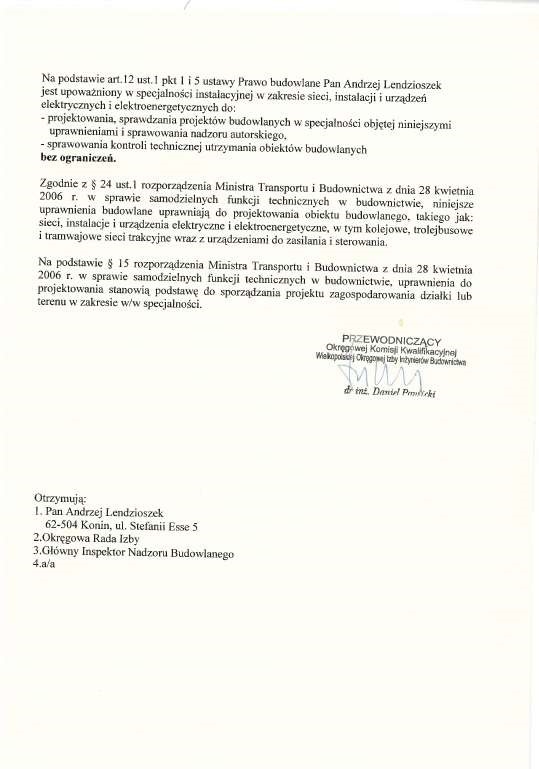 Na podstawie art.12 ust.1 pkt 1 i 5 ustawy Prawo budowlane Pan Andrzej Lendzioszek
jest upoważniony w specjalności instalacyjnej w zakresie sieci, instalacji i urządzeń
elektrycznych i elektroenergetycznych do:
- projektowania, sprawdzania projektów budowlanych w specjalności objętej niniejszymi
uprawnieniami i sprawowania nadzoru autorskiego,
- sprawowania kontroli technicznej utrzymania obiektów budowlanych
bez ograniczeń.
Zgodnie z § 24 ust.1 rozporządzenia Ministra Transportu i Budownictwa z dnia 28 kwietnia
2006 r. w sprawie samodzielnych funkcji technicznych w budownictwie, niniejsze
uprawnienia budowlane uprawniają do projektowania obiektu budowlanego, takiego jak:
sieci, instalacje i urządzenia elektryczne i elektroenergetyczne, w tym kolejowe, trolejbusowe
i tramwajowe sieci trakcyjne wraz z urządzeniami do zasilania i sterowania.
Na podstawie § 15 rozporządzenia Ministra Transportu i Budownictwa z dnia 28 kwietnia
2006 r. w sprawie samodzielnych funkcji technicznych w budownictwie, uprawnienia do
projektowania stanowią podstawę do sporządzania projektu zagospodarowania działki lub
terenu w zakresie w/w specjalności.
PRZEWODNICZĄCY
Okręgowej Komisji Kwalifikacyjnej
Wielkopolskiej Okręgowej Izby Inżynierów Budownictwa
dr inż. Daniel
Otrzymują:
1. Pan Andrzej Lendzioszek
62-504 Konin, ul. Stefanii Esse 5
2.Okręgowa Rada Izby
3.Główny Inspektor Nadzoru Budowlanego
4.a/a